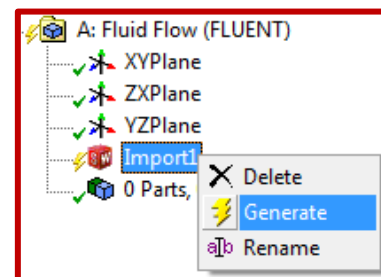 A: Fluid Flow (FLUENT)
XYPlane
ZXPlane
YZPlane
Import1
Delete
0 Parts,
Generate
Rename